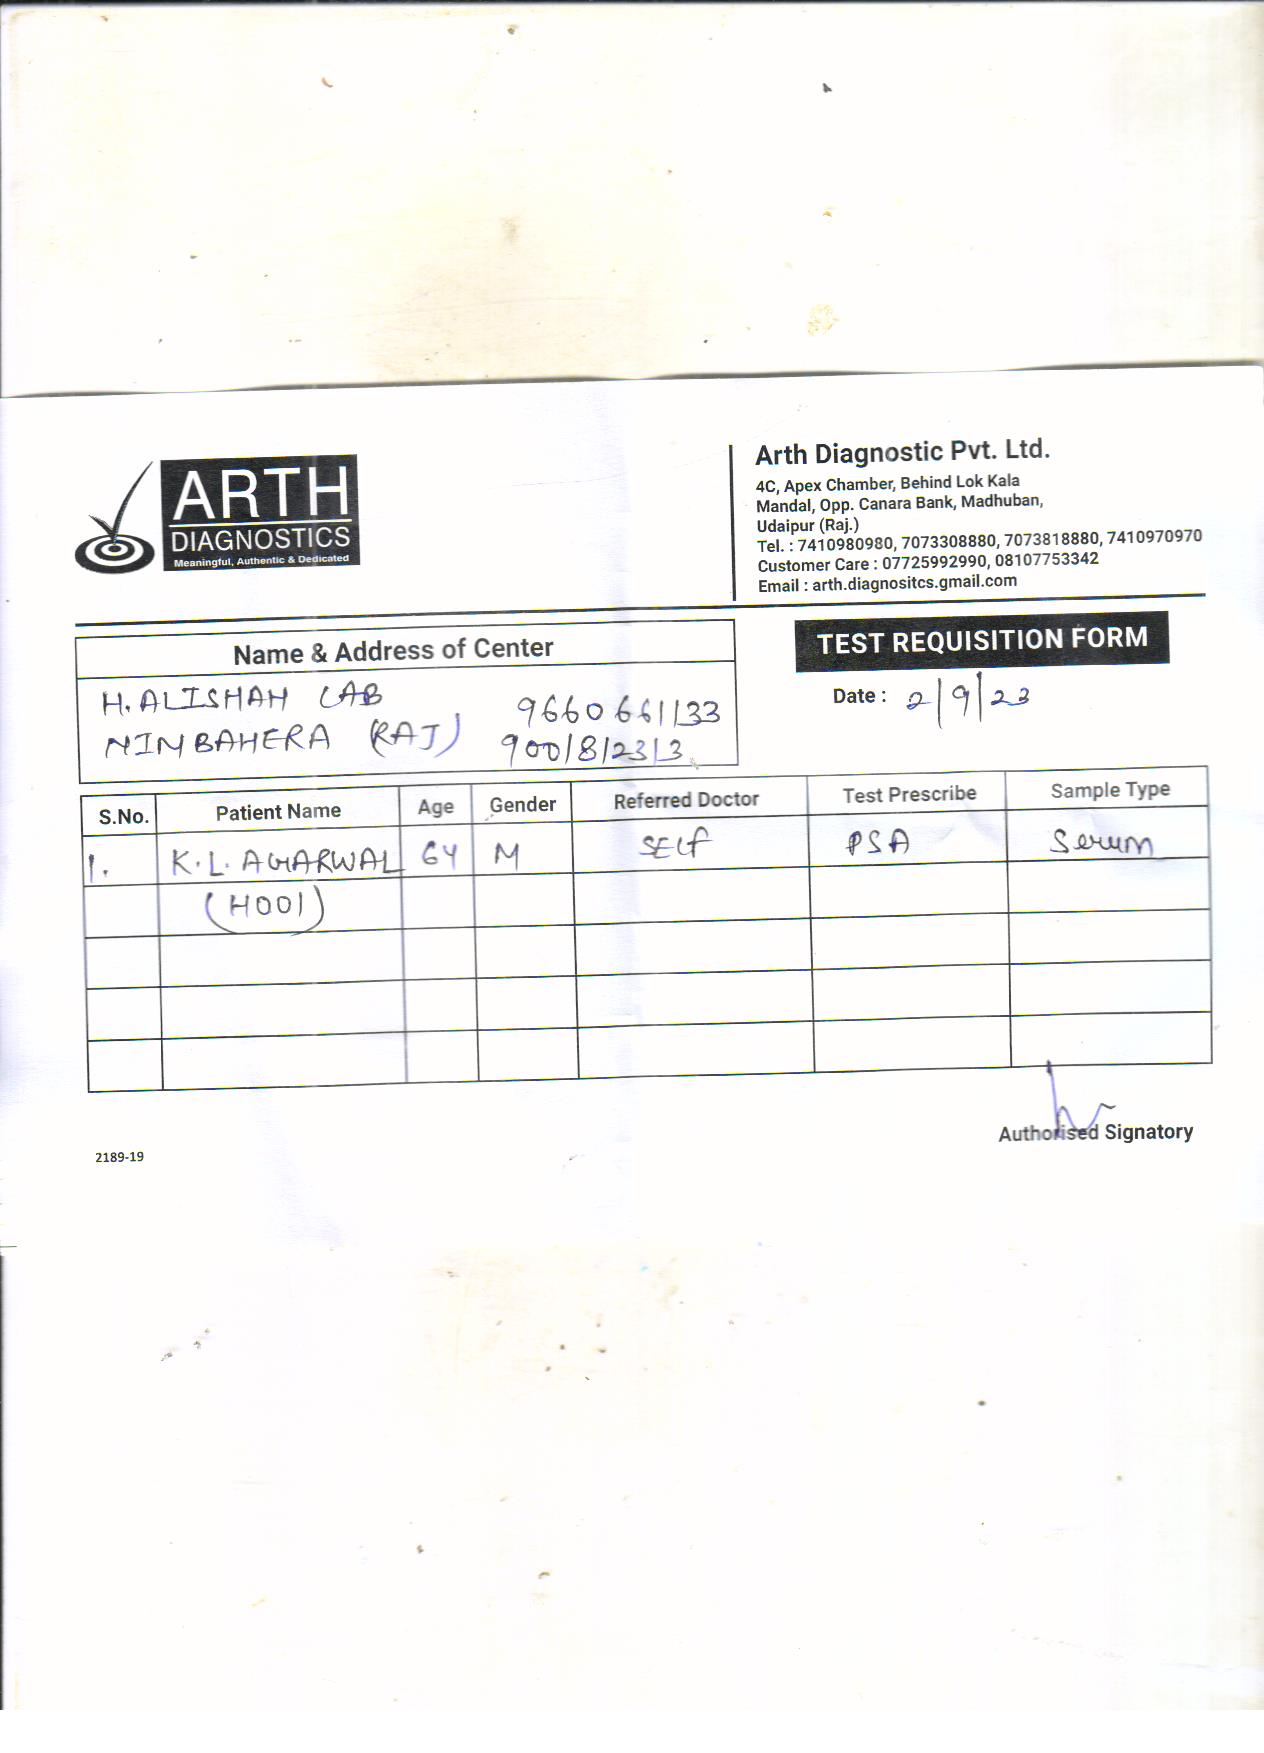 ARTH
DIAGNOSTICS
Meaningful, Authentic & Dedicated
Arth Diagnostic Pvt. Ltd.
4C, Apex Chamber, Behind Lok Kala
Mandal, Opp. Canara Bank, Madhuban,
Udaipur (Raj.)
Tel. : 7410980980, 7073308880, 7073818880, 7410970970
Customer Care : 07725992990, 08107753342
Email : arth.diagnositcs.gmail.com
Name & Address of Center
H. ALISHAH LAB 9660661133
NIMBAHERA (RAJ) 9001812313
TEST REQUISITION FORM
Date : 2/9/23
S.No. Patient Name Age Gender Referred Doctor Test Prescribe Sample Type
1. K.L. AGARWAL 64 M SELF PSA Serum
(H001)
Authorised Signatory
2189-19